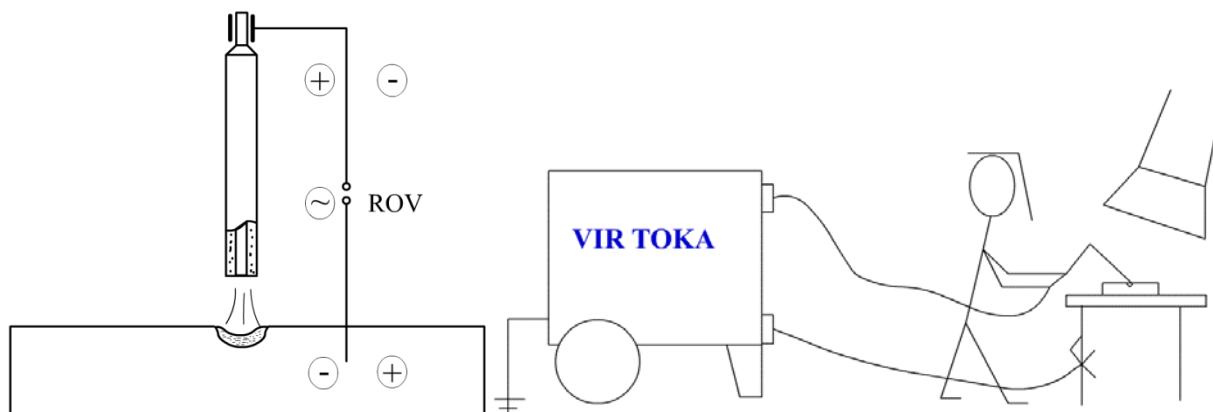 + -
~ ROV
- +
VIR TOKA